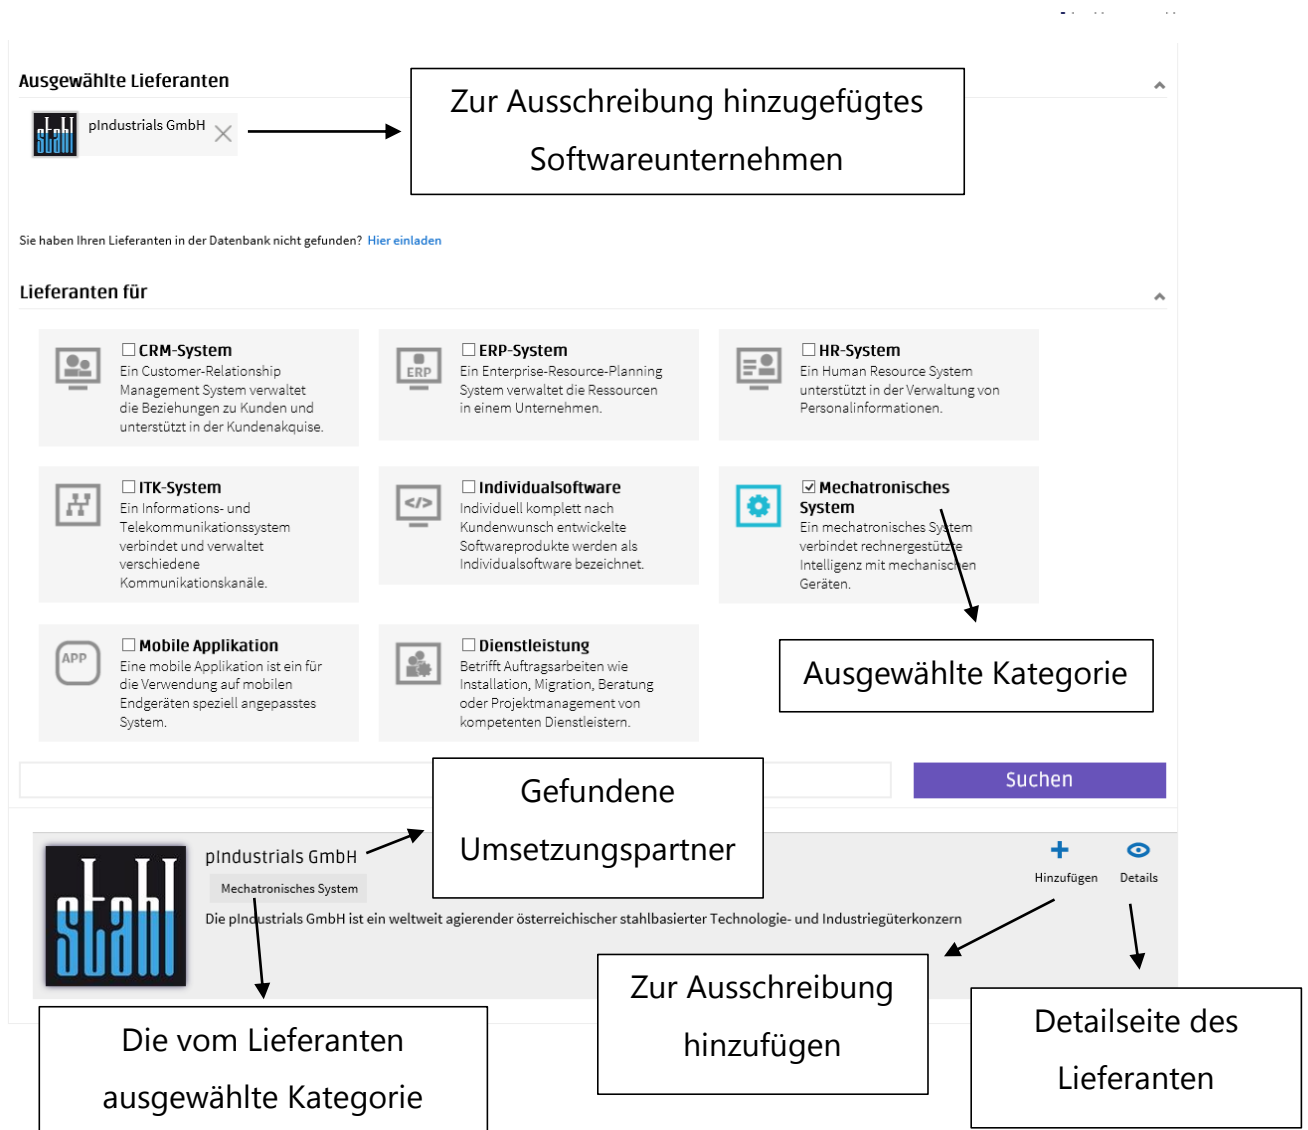 Ausgewählte Lieferanten
stahl
pIndustrials GmbH
Zur Ausschreibung hinzugefügtes
Softwareunternehmen
Sie haben Ihren Lieferanten in der Datenbank nicht gefunden? Hier einladen
Lieferanten für
CRM-System
Ein Customer-Relationship
Management System verwaltet
die Beziehungen zu Kunden und
unterstützt in der Kundenakquise.
ERP
ERP-System
Ein Enterprise-Resource-Planning
System verwaltet die Ressourcen
in einem Unternehmen.
HR-System
Ein Human Resource System
unterstützt in der Verwaltung von
Personalinformationen.
ITK-System
Ein Informations- und
Telekommunikationssystem
verbindet und verwaltet
verschiedene
Kommunikationskanäle.
</>
Individualsoftware
Individuell komplett nach
Kundenwunsch entwickelte
Softwareprodukte werden als
Individualsoftware bezeichnet.
Mechatronisches
System
Ein mechatronisches System
verbindet rechnergestützte
Intelligenz mit mechanischen
Geräten.
APP
Mobile Applikation
Eine mobile Applikation ist ein für
die Verwendung auf mobilen
Endgeräten speziell angepasstes
System.
Dienstleistung
Betrifft Auftragsarbeiten wie
Installation, Migration, Beratung
oder Projektmanagement von
kompetenten Dienstleistern.
Ausgewählte Kategorie
Suchen
Gefundene
Umsetzungspartner
stahl
pIndustrials GmbH
Mechatronisches System
Die pIndustrials GmbH ist ein weltweit agierender österreichischer stahlbasierter Technologie- und Industriegüterkonzern
Hinzufügen
Details
Die vom Lieferanten
ausgewählte Kategorie
Zur Ausschreibung
hinzufügen
Detailseite des
Lieferanten